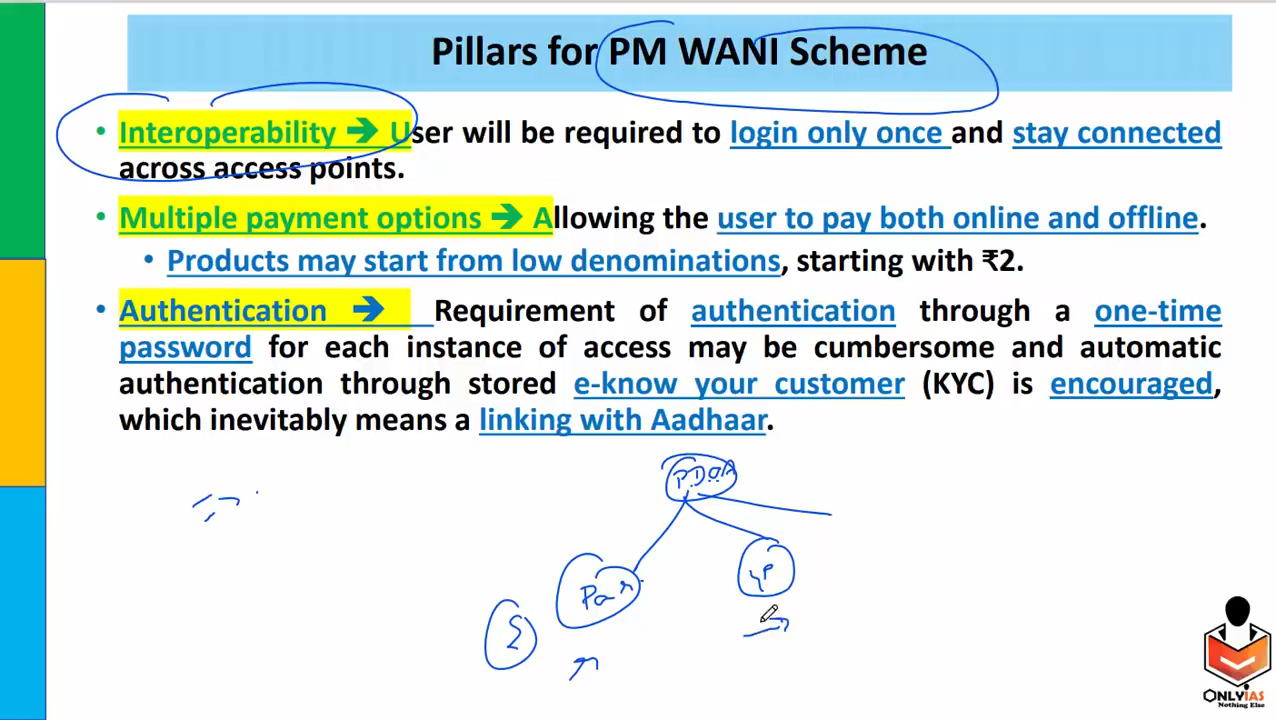 Pillars for PM WANI Scheme
• Interoperability ➔ User will be required to login only once and stay connected
across access points.
• Multiple payment options ➔ Allowing the user to pay both online and offline.
• Products may start from low denominations, starting with ₹2.
• Authentication ➔ Requirement of authentication through a one-time
password for each instance of access may be cumbersome and automatic
authentication through stored e-know your customer (KYC) is encouraged,
which inevitably means a linking with Aadhaar.
PDOA
ONLYIAS
Nothing Else